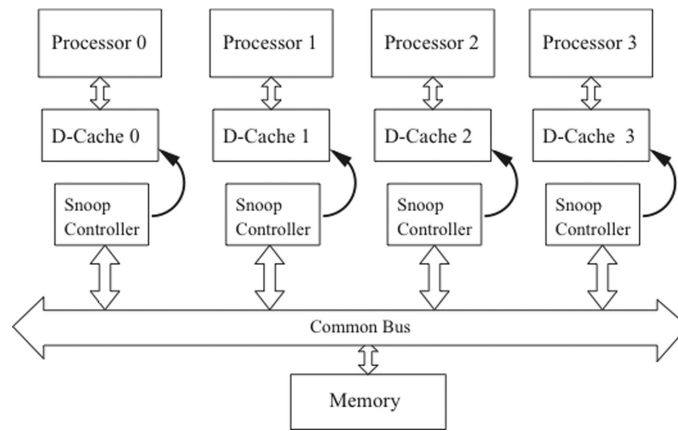 Processor 0
Processor 1
Processor 2
Processor 3
D-Cache 0
D-Cache 1
D-Cache 2
D-Cache 3
Snoop
Controller
Snoop
Controller
Snoop
Controller
Snoop
Controller
Common Bus
Memory